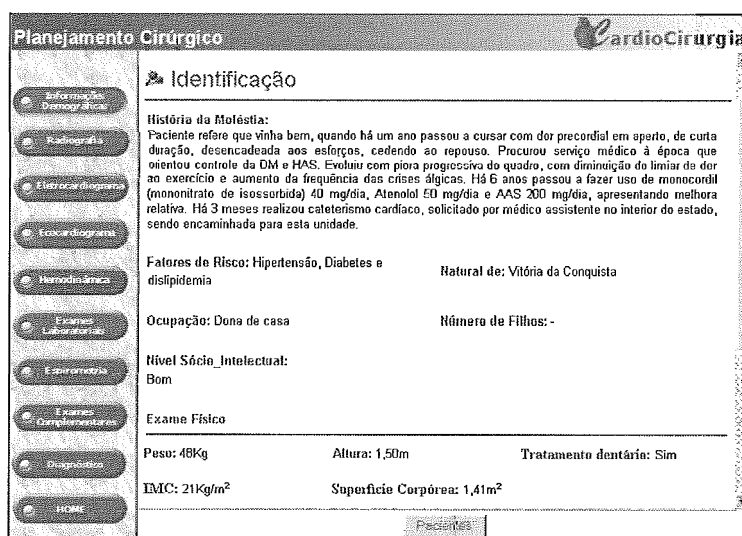 Planejamento Cirúrgico
CardioCirurgia
Identificação
Informações Demográficas
Radiografia
Eletrocardiograma
Ecocardiograma
Hemodinâmica
Exames Laboratoriais
Espirometria
Exames Complementares
Diagnóstico
HOME
História da Moléstia:
Paciente refere que vinha bem, quando há um ano passou a cursar com dor precordial em aperto, de curta
duração, desencadeada aos esforços, cedendo ao repouso. Procurou serviço médico à época que
orientou controle da DM e HAS. Evoluiu com piora progressiva do quadro, com diminuição do limiar de dor
ao exercício e aumento da frequência das crises álgicas. Há 6 anos passou a fazer uso de monocordil
(mononitrato de isossorbida) 40 mg/dia, Atenolol 50 mg/dia e AAS 200 mg/dia, apresentando melhora
relativa. Há 3 meses realizou cateterismo cardíaco, solicitado por médico assistente no interior do estado,
sendo encaminhada para esta unidade.
Fatores de Risco: Hipertensão, Diabetes e
dislipidemia
Natural de: Vitória da Conquista
Ocupação: Dona de casa
Número de Filhos: -
Nível Sócio_Intelectual:
Bom
Exame Físico
Peso: 48Kg
Altura: 1,50m
Tratamento dentário: Sim
IMC: 21Kg/m²
Superfície Corpórea: 1,41m²
Pacientes